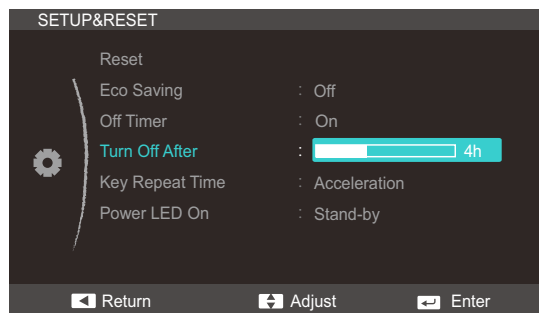 SETUP&RESET
Reset
Eco Saving : Off
Off Timer : On
Turn Off After : 4h
Key Repeat Time : Acceleration
Power LED On : Stand-by
Return Adjust Enter